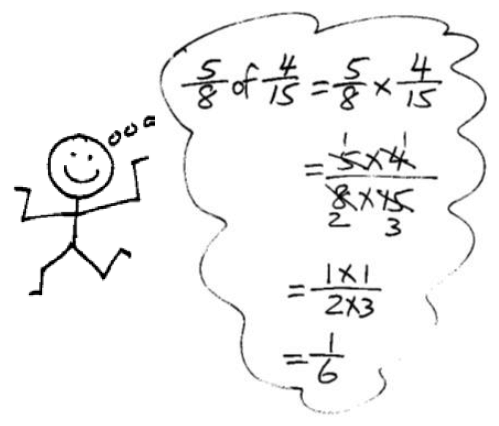 5/8 of 4/15 = 5/8 × 4/15
= 1 1
5×4
8×15
2 3
= 1×1/2×3
= 1/6